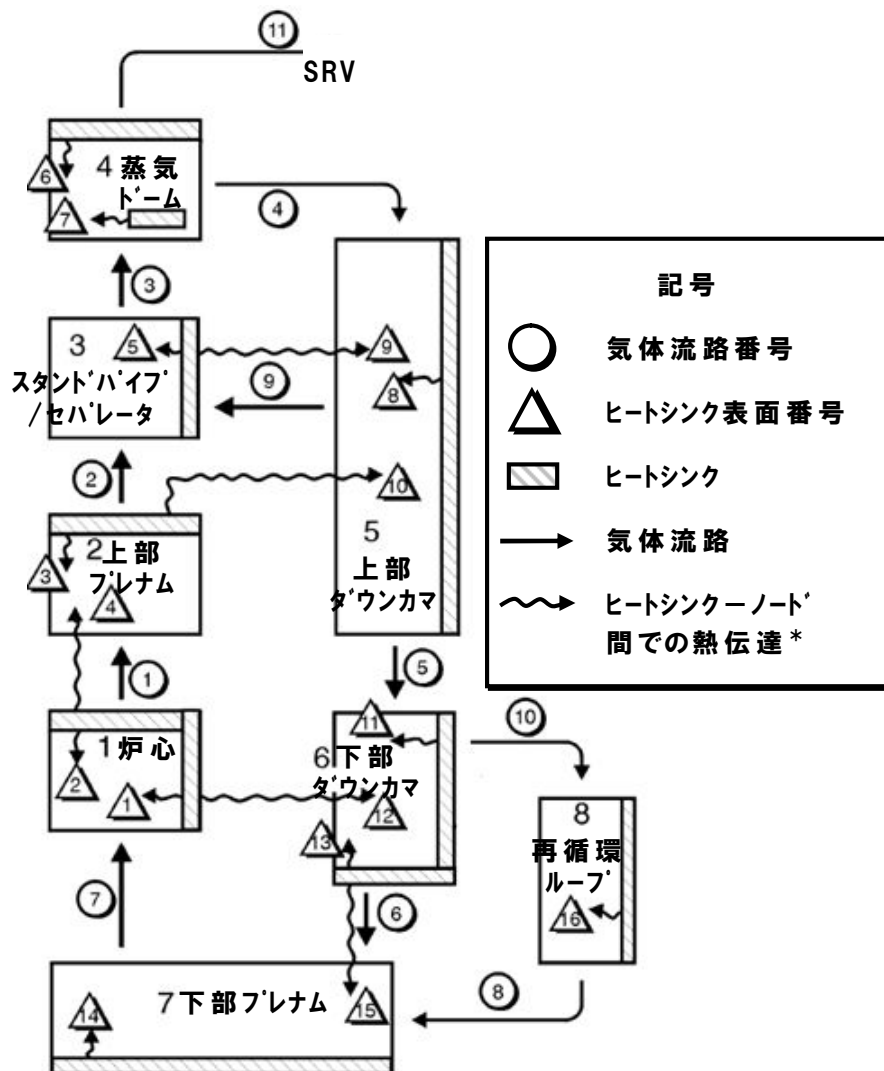 ⑪
SRV
4 蒸気
ドーム
6
7
④
③
3
5
スタンドパイプ
/セパレータ
9
8
⑨
②
10
2 上部
プレナム
3
4
5
上部
ダウンカマ
①
⑤
1 炉心
2
1
11
6 下部
ダウンカマ
12
13
⑩
8
再循環
ループ
16
⑦
⑥
7 下部プレナム
14
15
⑧
記号
気体流路番号
ヒートシンク表面番号
ヒートシンク
気体流路
ヒートシンクーノード
間での熱伝達*